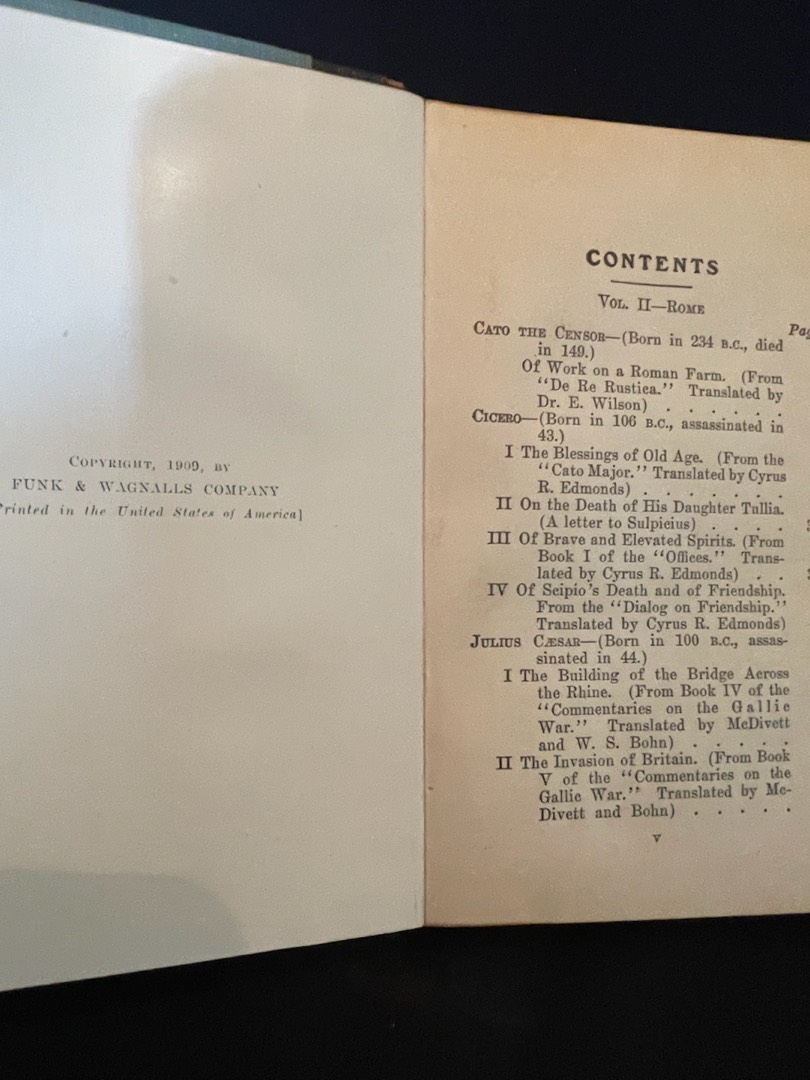 COPYRIGHT, 1909, BY
FUNK & WAGNALLS COMPANY
Printed in the United States of America]
CONTENTS
VOL. II—ROME
Pag
CATO THE CENSOR—(Born in 234 B.C., died
in 149.)
Of Work on a Roman Farm. (From
"De Re Rustica." Translated by
Dr. E. Wilson) . . . . . .
CICERO—(Born in 106 B.C., assassinated in
43.)
I The Blessings of Old Age. (From the
"Cato Major." Translated by Cyrus
R. Edmonds) . . . . . . .
II On the Death of His Daughter Tullia.
(A letter to Sulpicius) . . . .
III Of Brave and Elevated Spirits. (From
Book I of the "Offices." Trans-
lated by Cyrus R. Edmonds) . .
IV Of Scipio's Death and of Friendship.
From the "Dialog on Friendship."
Translated by Cyrus R. Edmonds)
JULIUS CÆSAR—(Born in 100 B.C., assas-
sinated in 44.)
I The Building of the Bridge Across
the Rhine. (From Book IV of the
"Commentaries on the Gallic
War." Translated by McDivett
and W. S. Bohn) . . . . .
II The Invasion of Britain. (From Book
V of the "Commentaries on the
Gallic War." Translated by Mc-
Divett and Bohn) . . . . .
v